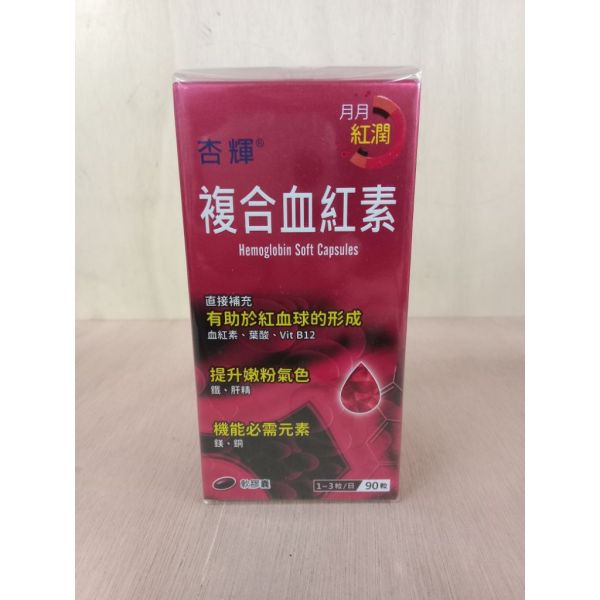 月月
紅潤
杏輝®
複合血紅素
Hemoglobin Soft Capsules
直接補充
有助於紅血球的形成
血紅素、葉酸、Vit B12
提升嫩粉氣色
鐵、肝精
機能必需元素
鎂、銅
軟膠囊
1~3粒/日
90粒